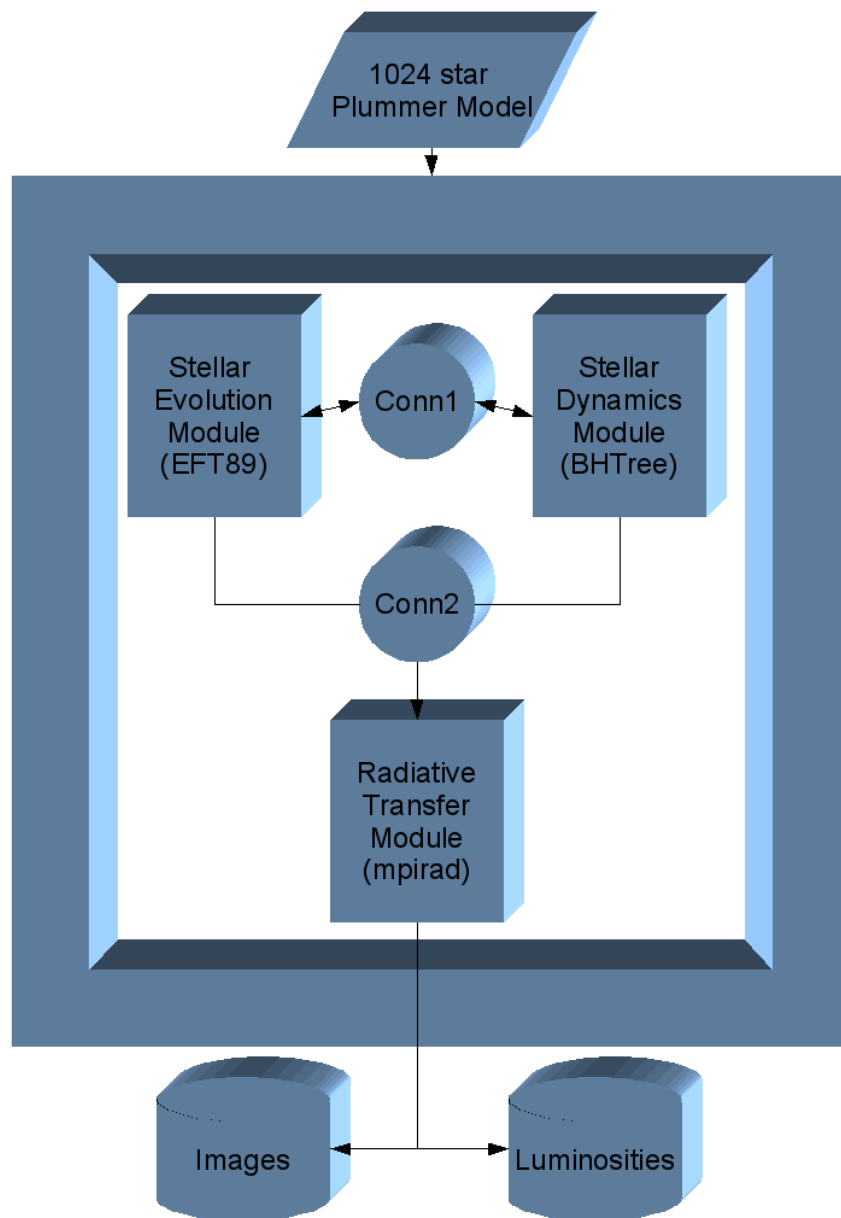 1024 star
Plummer Model
Stellar
Evolution
Module
(EFT89)
Conn1
Stellar
Dynamics
Module
(BHTree)
Conn2
Radiative
Transfer
Module
(mpirad)
Images
Luminosities